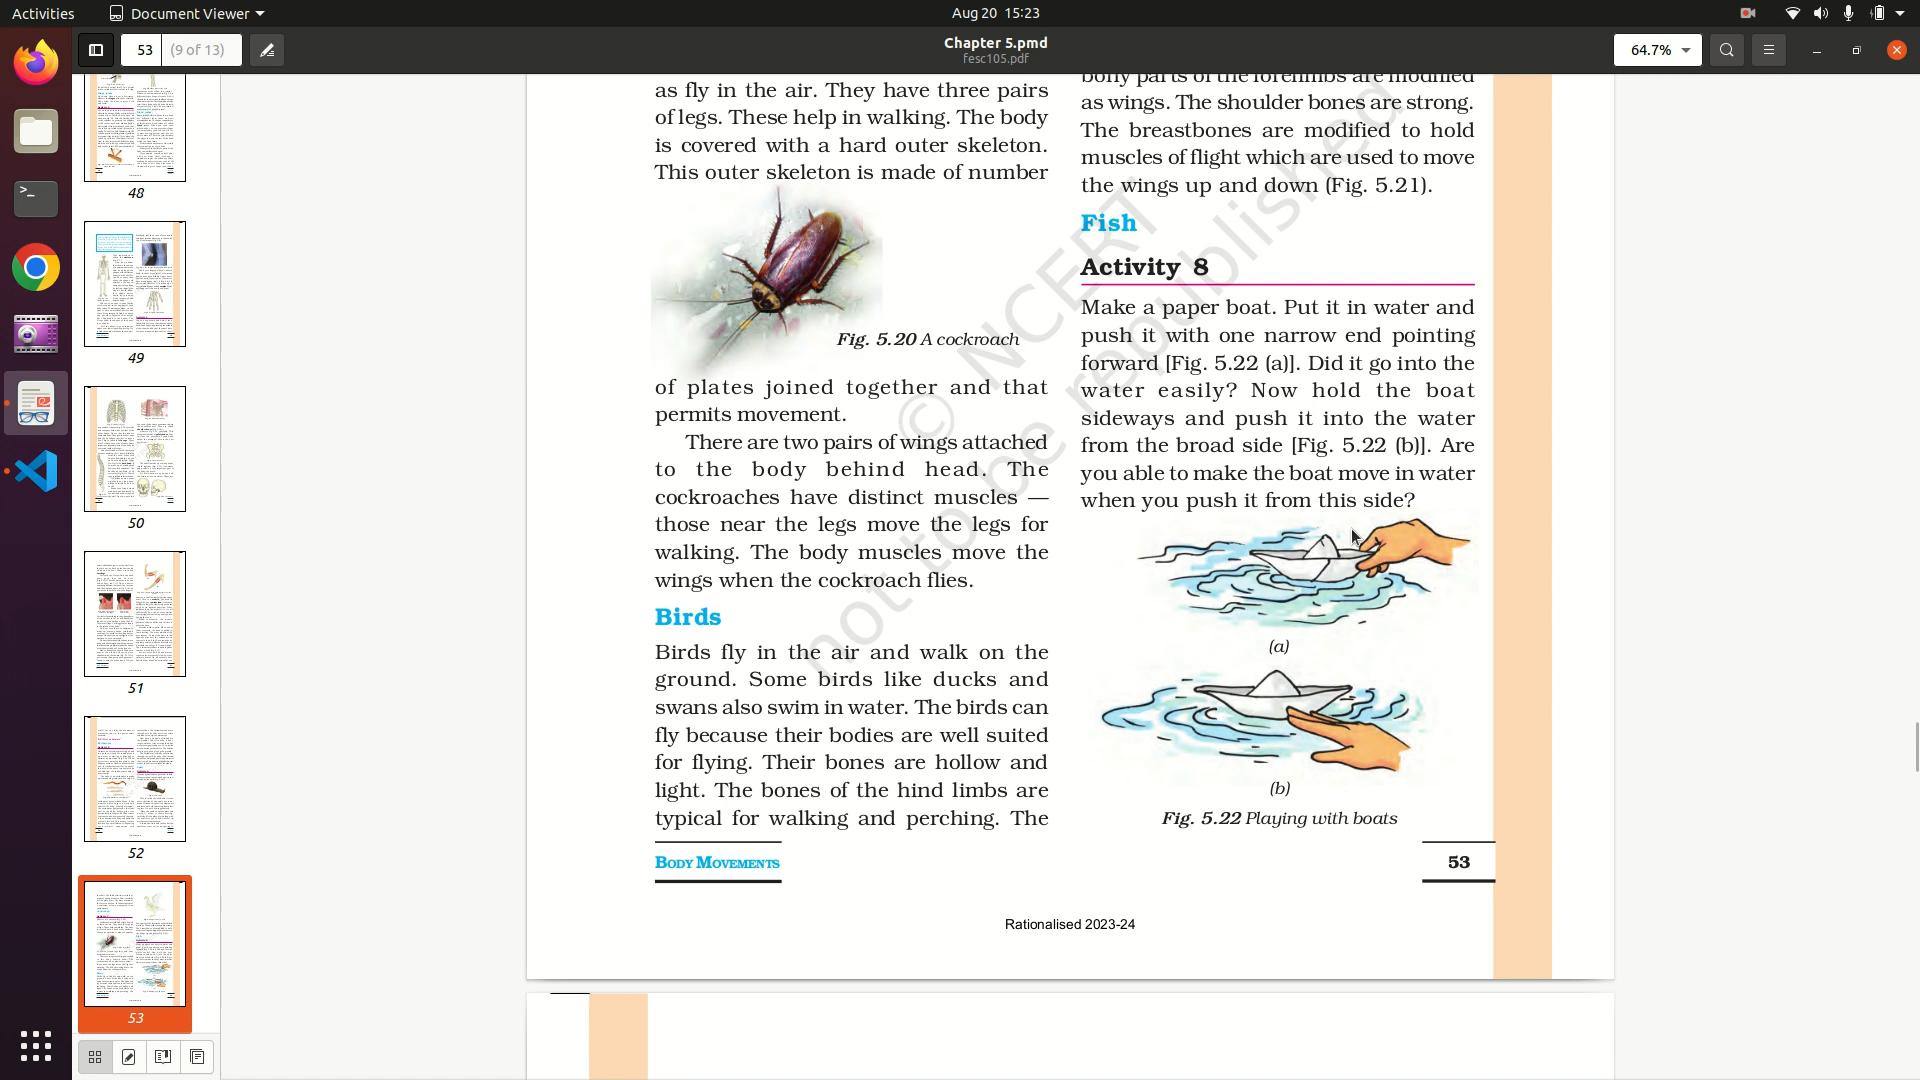 Activities
Document Viewer
Aug 20 15:23
53
(9 of 13)
Chapter 5.pmd
fesc105.pdf
64.7%
48
49
50
51
52
53
as fly in the air. They have three pairs
of legs. These help in walking. The body
is covered with a hard outer skeleton.
This outer skeleton is made of number
Fig. 5.20 A cockroach
of plates joined together and that
permits movement.
There are two pairs of wings attached
to the body behind head. The
cockroaches have distinct muscles —
those near the legs move the legs for
walking. The body muscles move the
wings when the cockroach flies.
Birds
Birds fly in the air and walk on the
ground. Some birds like ducks and
swans also swim in water. The birds can
fly because their bodies are well suited
for flying. Their bones are hollow and
light. The bones of the hind limbs are
typical for walking and perching. The
bony parts of the forelimbs are modified
as wings. The shoulder bones are strong.
The breastbones are modified to hold
muscles of flight which are used to move
the wings up and down (Fig. 5.21).
Fish
Activity 8
Make a paper boat. Put it in water and
push it with one narrow end pointing
forward [Fig. 5.22 (a)]. Did it go into the
water easily? Now hold the boat
sideways and push it into the water
from the broad side [Fig. 5.22 (b)]. Are
you able to make the boat move in water
when you push it from this side?
(a)
(b)
Fig. 5.22 Playing with boats
BODY MOVEMENTS
53
Rationalised 2023-24
© NCERT
not to be republished